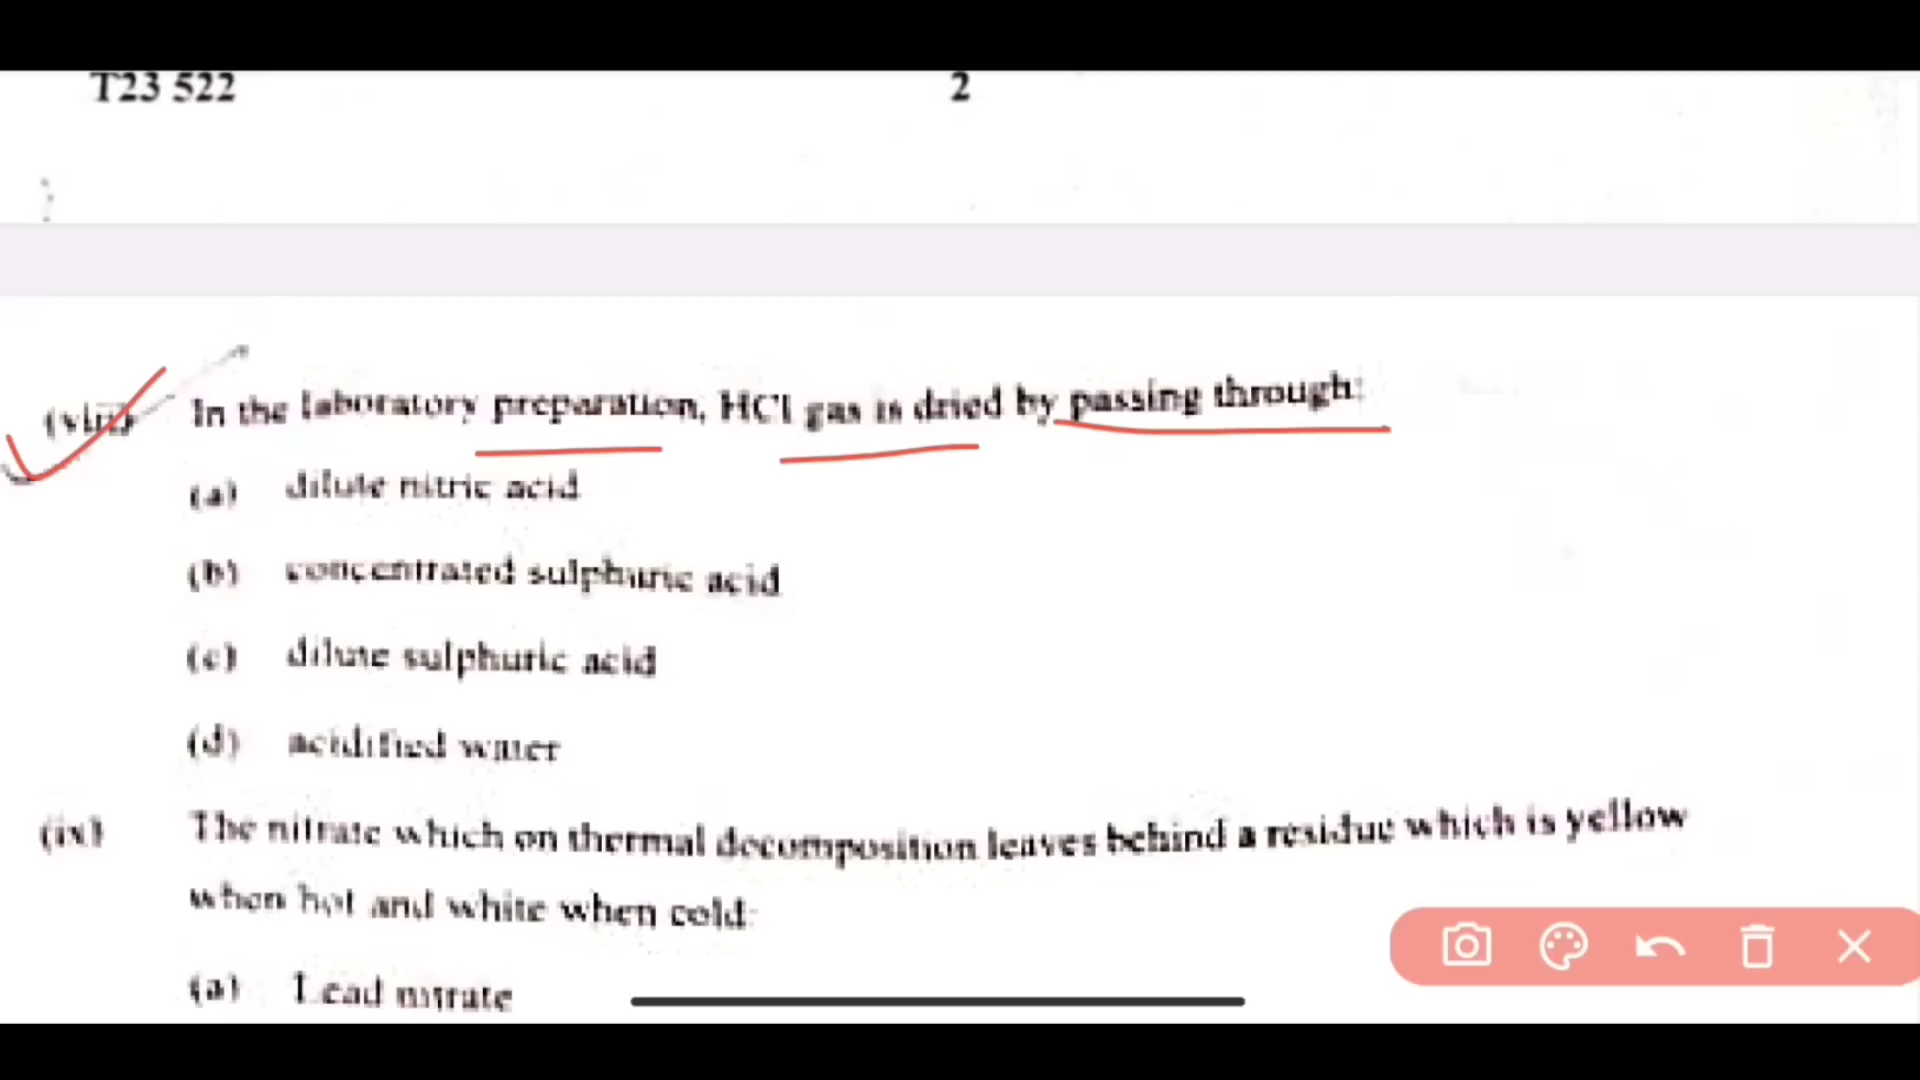 T23 522 2
(viii) In the laboratory preparation, HCl gas is dried by passing through:
(a) dilute nitric acid
(b) concentrated sulphuric acid
(c) dilute sulphuric acid
(d) acidified water
(ix) The nitrate which on thermal decomposition leaves behind a residue which is yellow
when hot and white when cold:
(a) Lead nitrate